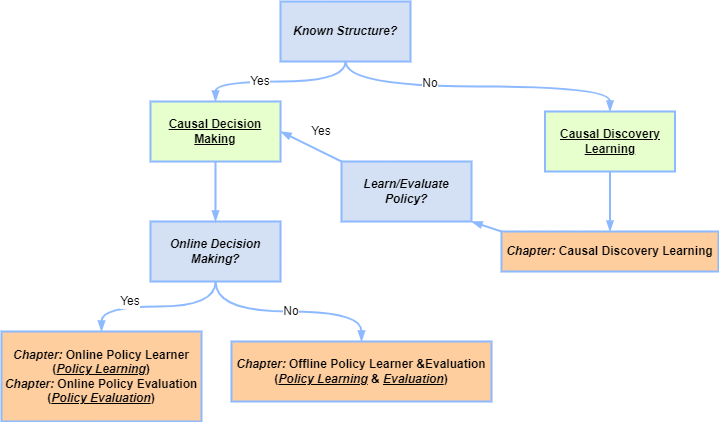 Known Structure?
Yes
No
Causal Decision
Making
Yes
Causal Discovery
Learning
Learn/Evaluate
Policy?
Online Decision
Making?
Chapter: Causal Discovery Learning
Yes
No
Chapter: Online Policy Learner
(Policy Learning)
Chapter: Online Policy Evaluation
(Policy Evaluation)
Chapter: Offline Policy Learner &Evaluation
(Policy Learning & Evaluation)